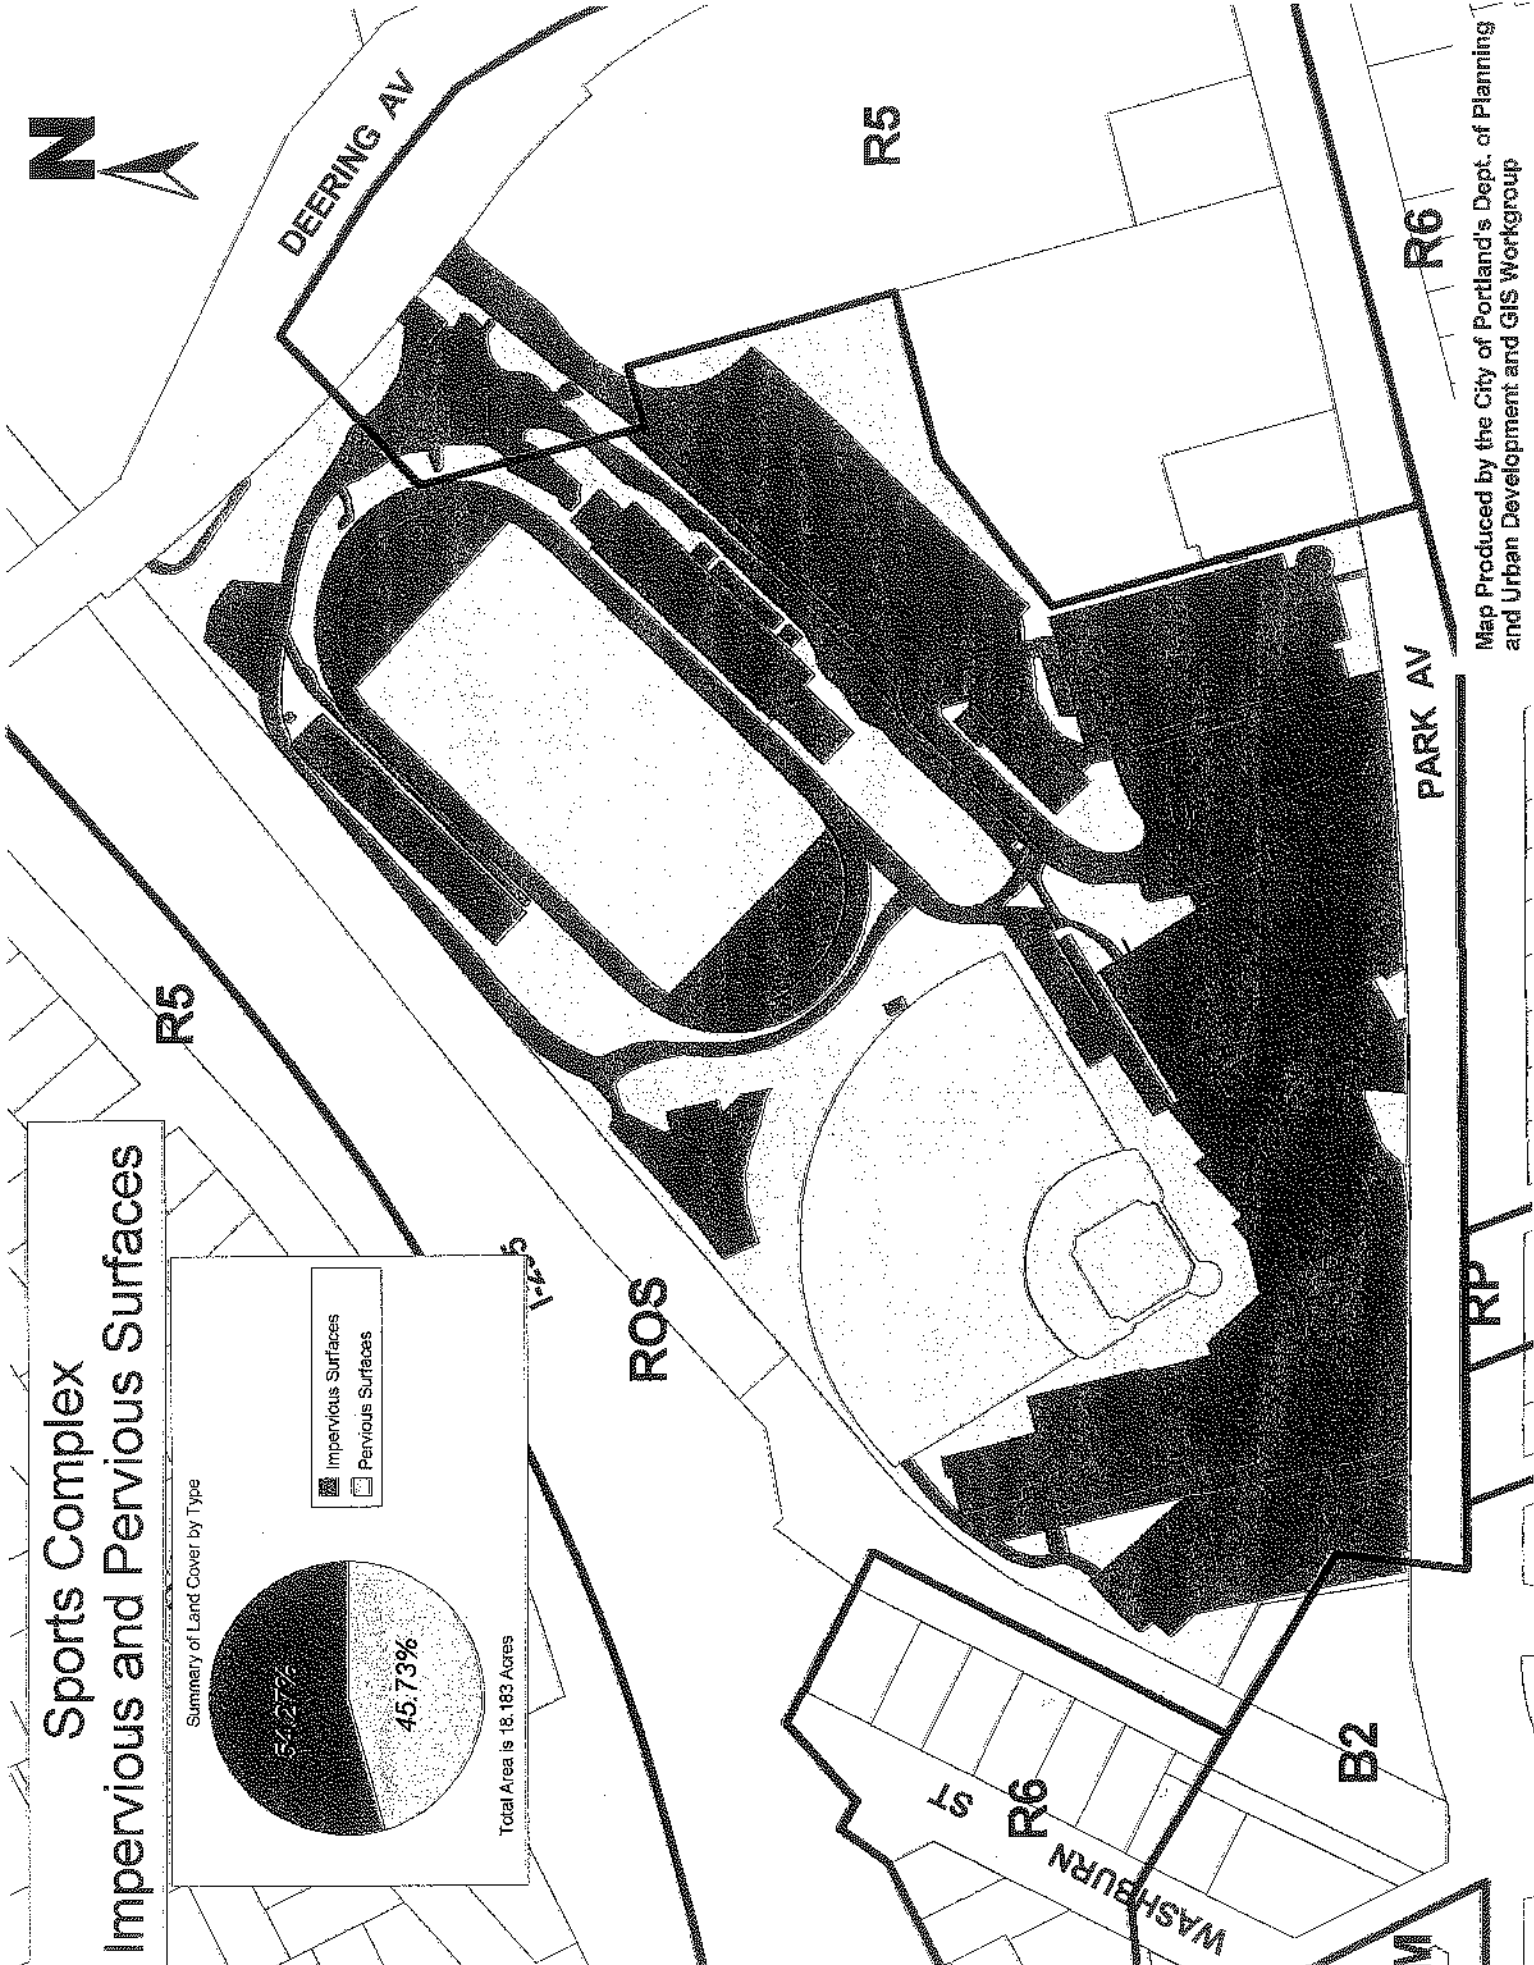 Sports Complex
Impervious and Pervious Surfaces
Summary of Land Cover by Type
54.27%
45.73%
Impervious Surfaces
Pervious Surfaces
Total Area is 18.183 Acres
N
DEERING AV
R5
R5
R6
ROS
PARK AV
RP
R6
WASHBURN ST
B2
M
Map Produced by the City of Portland's Dept. of Planning
and Urban Development and GIS Workgroup